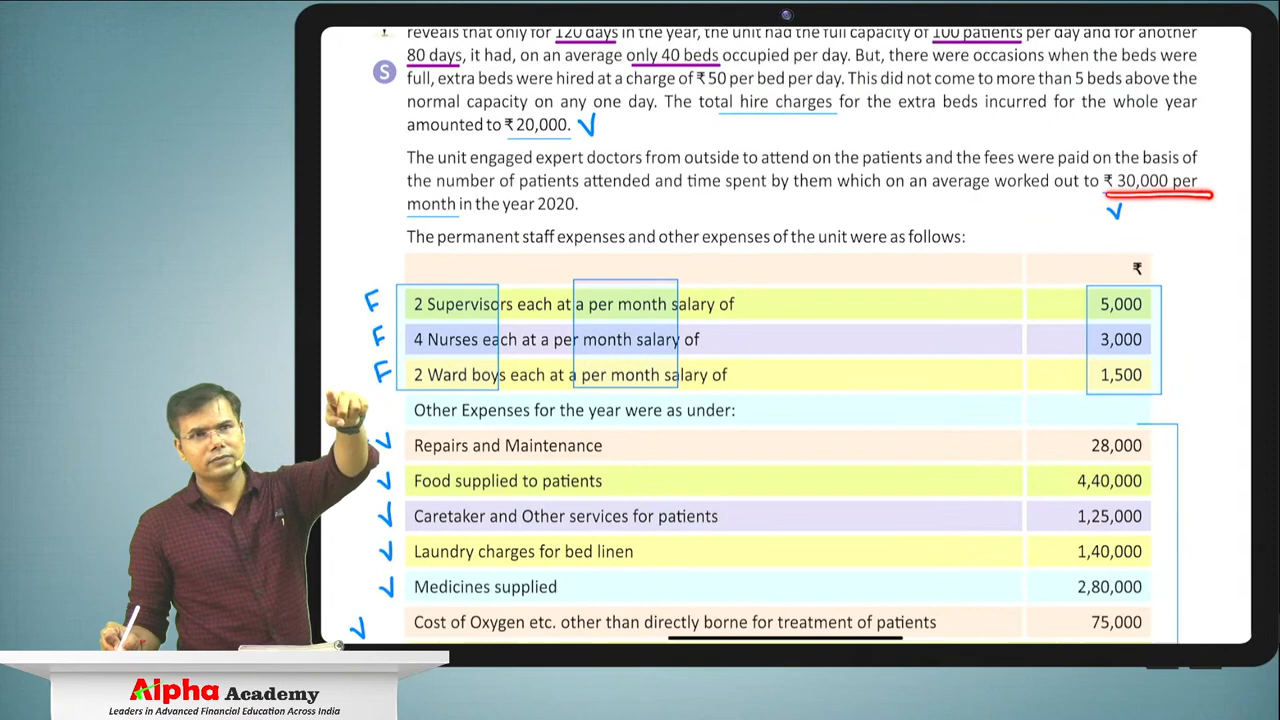 reveals that only for 120 days in the year, the unit had the full capacity of 100 patients per day and for another
80 days, it had, on an average only 40 beds occupied per day. But, there were occasions when the beds were
S
full, extra beds were hired at a charge of ₹ 50 per bed per day. This did not come to more than 5 beds above the
normal capacity on any one day. The total hire charges for the extra beds incurred for the whole year
amounted to ₹ 20,000.
The unit engaged expert doctors from outside to attend on the patients and the fees were paid on the basis of
the number of patients attended and time spent by them which on an average worked out to ₹ 30,000 per
month in the year 2020.
The permanent staff expenses and other expenses of the unit were as follows:
₹
F 2 Supervisors each at a per month salary of 5,000
F 4 Nurses each at a per month salary of 3,000
F 2 Ward boys each at a per month salary of 1,500
Other Expenses for the year were as under:
V Repairs and Maintenance 28,000
V Food supplied to patients 4,40,000
V Caretaker and Other services for patients 1,25,000
V Laundry charges for bed linen 1,40,000
V Medicines supplied 2,80,000
V Cost of Oxygen etc. other than directly borne for treatment of patients 75,000
Alpha Academy
Leaders in Advanced Financial Education Across India